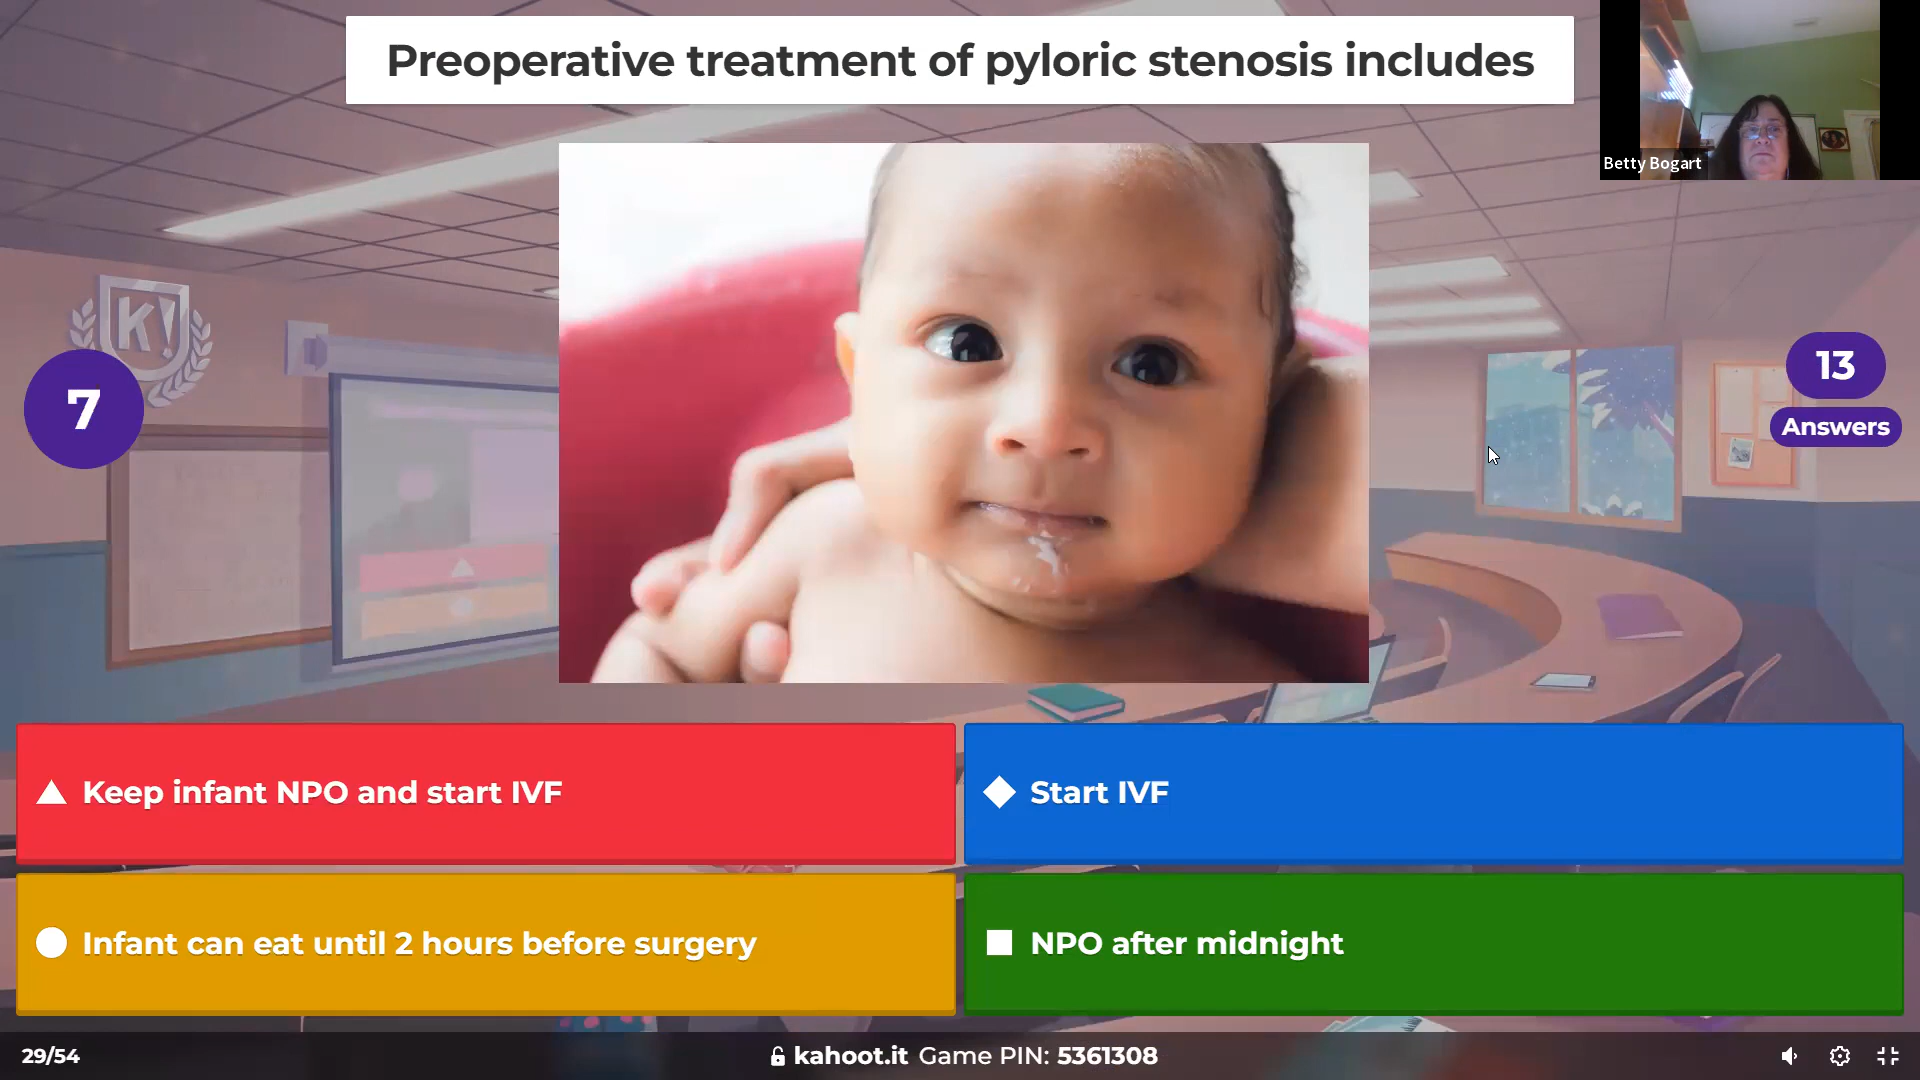 Preoperative treatment of pyloric stenosis includes
Betty Bogart
K!
7
13
Answers
Keep infant NPO and start IVF
Start IVF
Infant can eat until 2 hours before surgery
NPO after midnight
29/54
kahoot.it Game PIN: 5361308